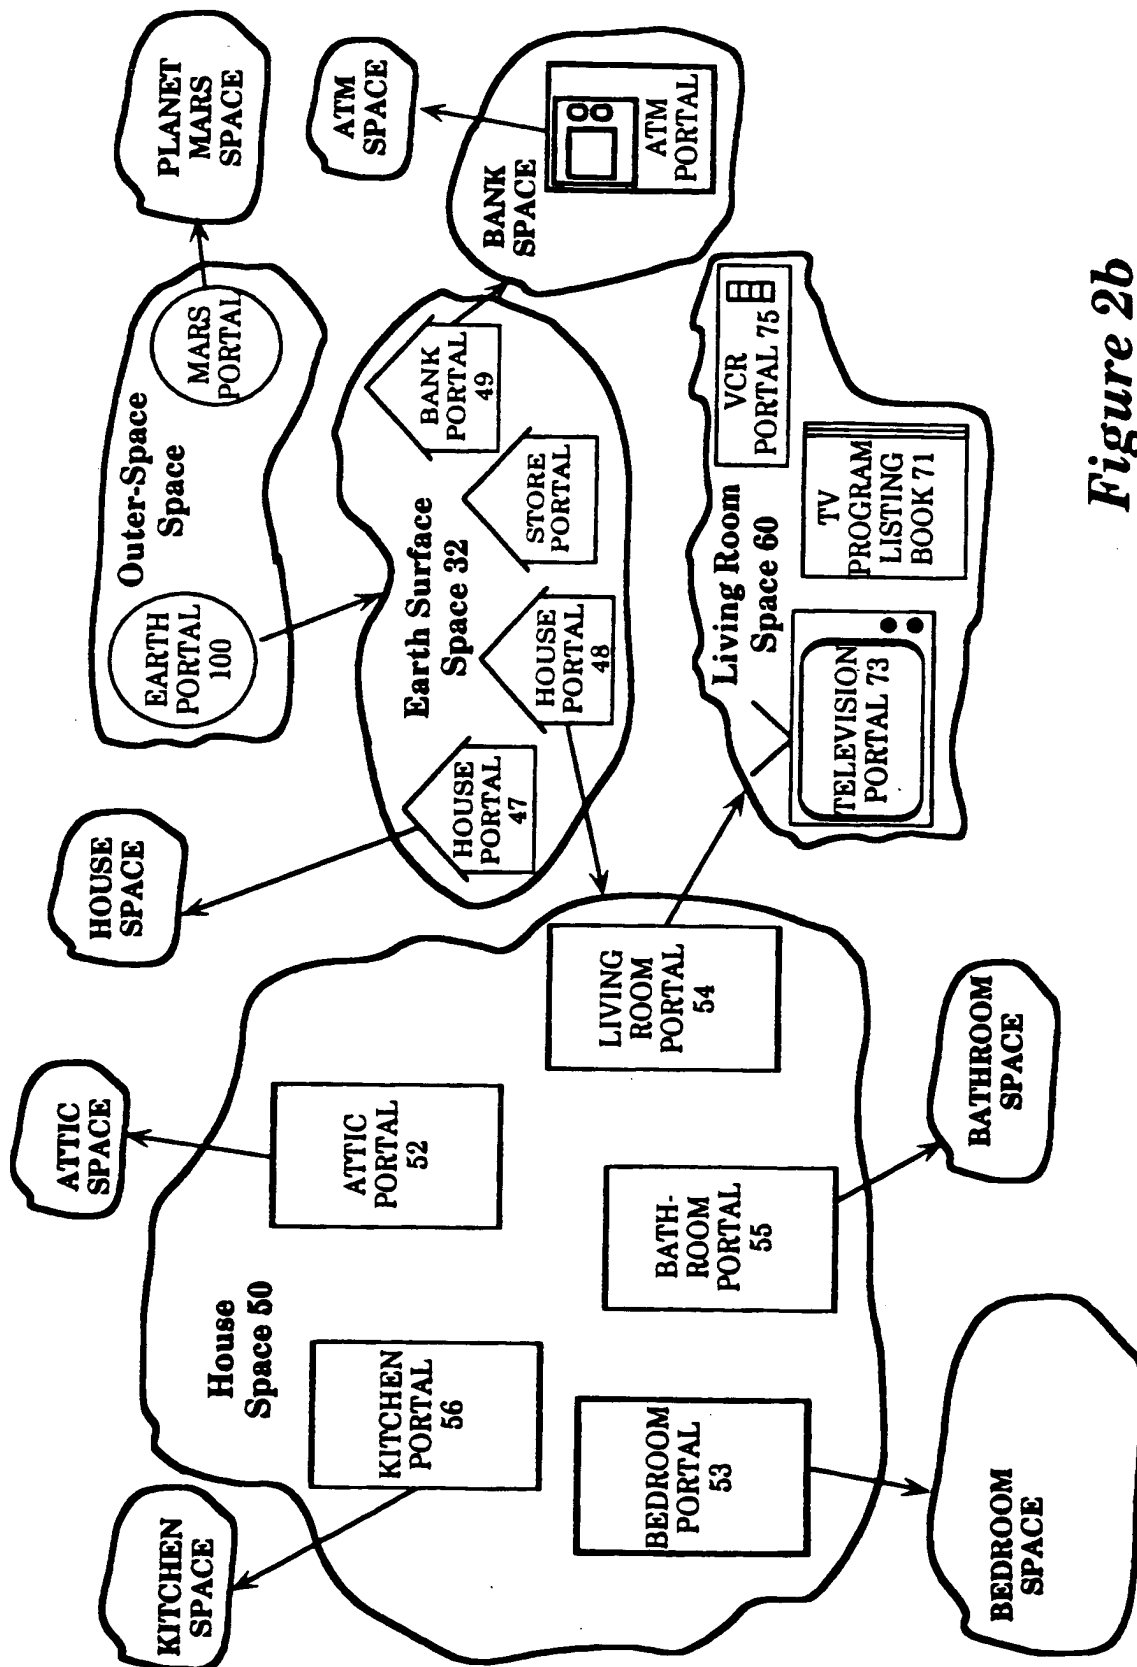 KITCHEN
SPACE
ATTIC
SPACE
HOUSE
SPACE
PLANET
MARS
SPACE
Outer-Space
Space
EARTH
PORTAL
100
MARS
PORTAL
ATM
SPACE
House
Space 50
KITCHEN
PORTAL
56
ATTIC
PORTAL
52
BEDROOM
PORTAL
53
BATH-
ROOM
PORTAL
55
LIVING
ROOM
PORTAL
54
Earth Surface
Space 32
HOUSE
PORTAL
47
HOUSE
PORTAL
48
STORE
PORTAL
BANK
PORTAL
49
BANK
SPACE
ATM
PORTAL
Living Room
Space 60
TELEVISION
PORTAL 73
TV
PROGRAM
LISTING
BOOK 71
VCR
PORTAL 75
BEDROOM
SPACE
BATHROOM
SPACE
Figure 2b